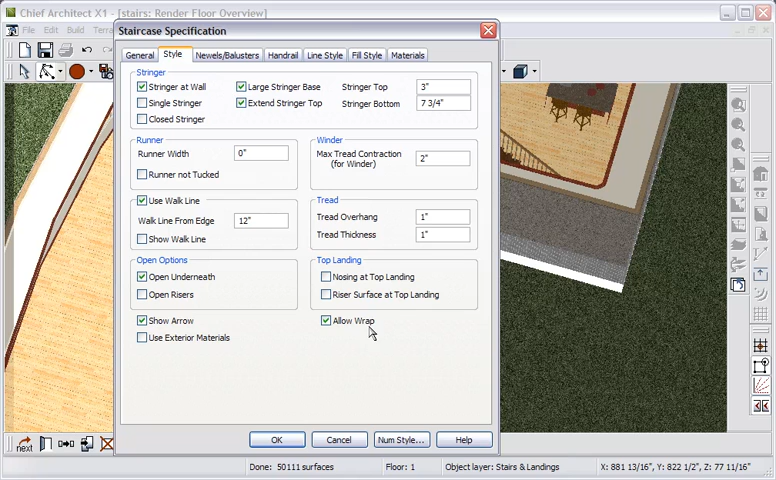 Chief Architect X1 - [stairs: Render Floor Overview]
File
Edit
Build
Terra
Staircase Specification
General
Style
Newels/Balusters
Handrail
Line Style
Fill Style
Materials
Stringer
Stringer at Wall
Large Stringer Base
Stringer Top
3"
Single Stringer
Extend Stringer Top
Stringer Bottom
7 3/4"
Closed Stringer
Runner
Runner Width
0"
Runner not Tucked
Winder
Max Tread Contraction
(for Winder)
2"
Use Walk Line
Walk Line From Edge
12"
Show Walk Line
Tread
Tread Overhang
1"
Tread Thickness
1"
Open Options
Open Underneath
Open Risers
Top Landing
Nosing at Top Landing
Riser Surface at Top Landing
Show Arrow
Allow Wrap
Use Exterior Materials
OK
Cancel
Num Style...
Help
next
Done: 50111 surfaces
Floor: 1
Object layer: Stairs & Landings
X: 881 13/16", Y: 822 1/2", Z: 77 11/16"